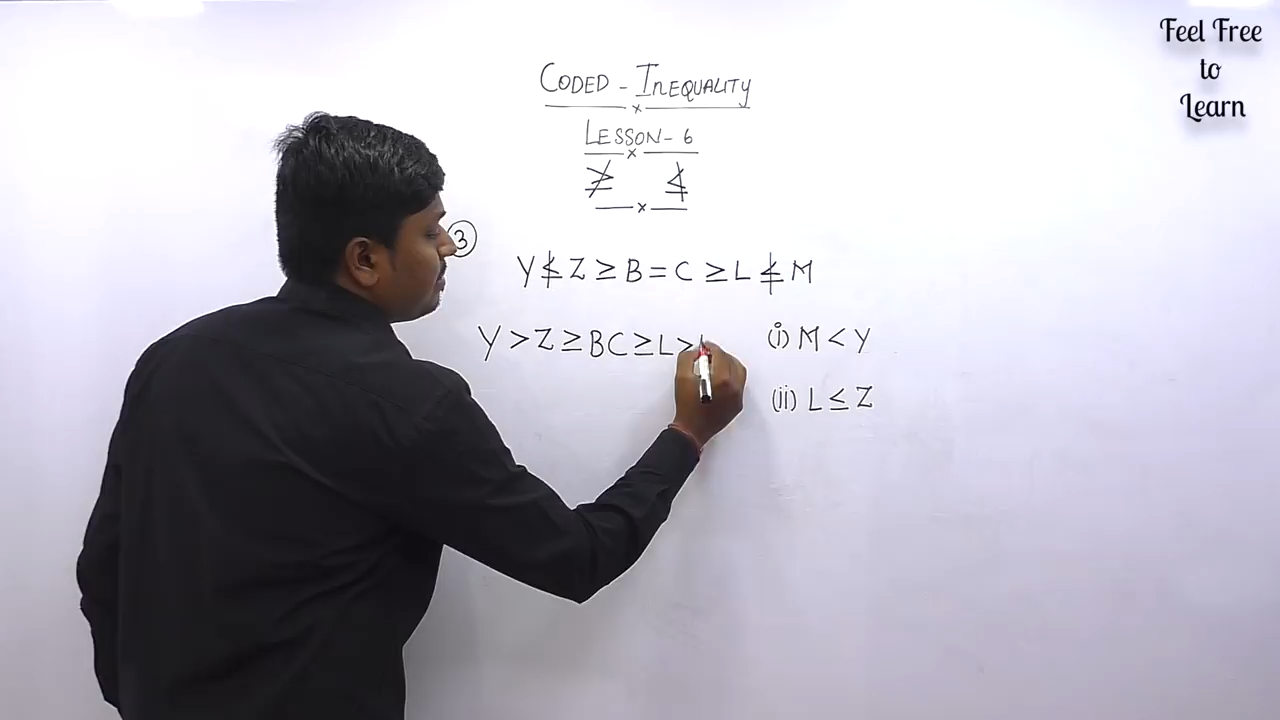 Feel Free
to
Learn
CODED - INEQUALITY
LESSON - 6
≱ ≰
3
Y ≰ Z ≥ B = C ≥ L ≰ M
Y > Z ≥ BC ≥ L >
(i) M < Y
(ii) L ≤ Z